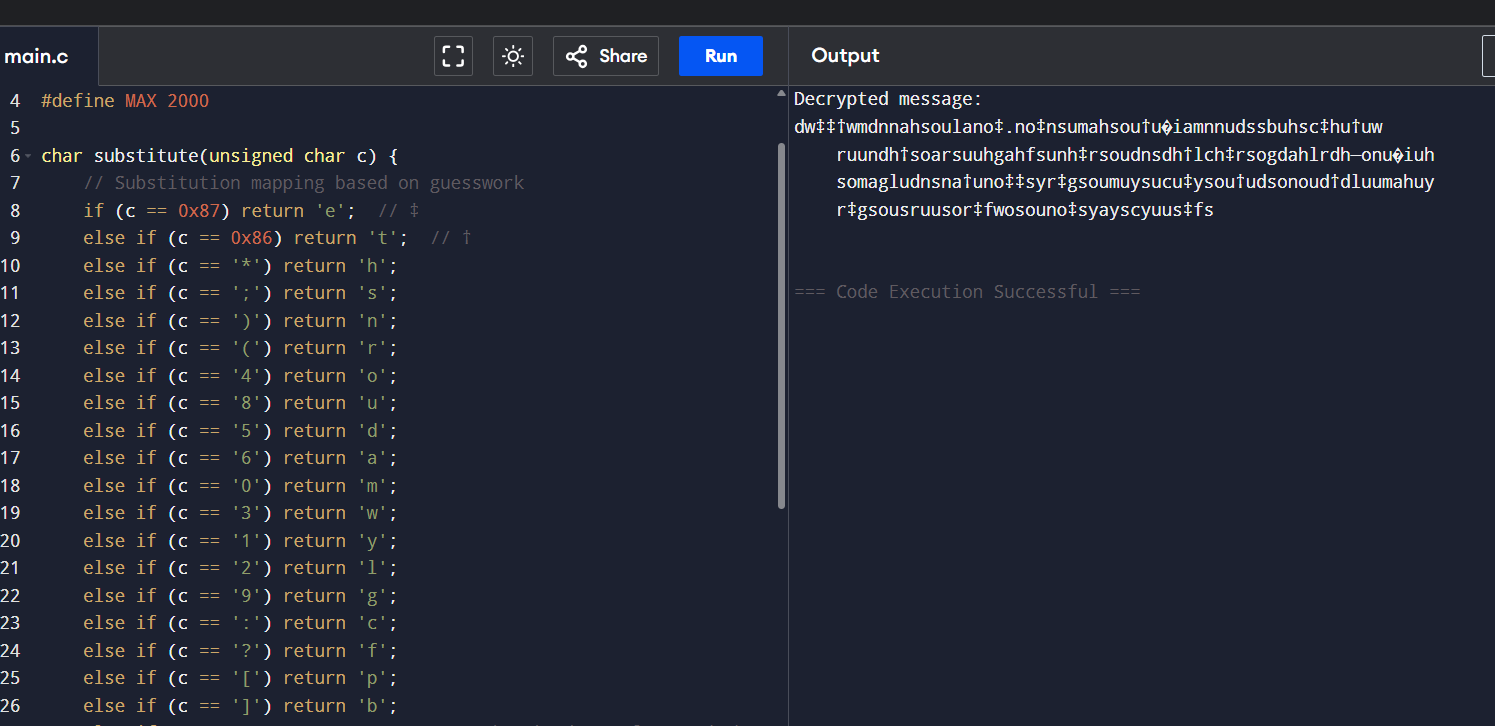 main.c
Share
Run
Output
4 #define MAX 2000
5
6 char substitute(unsigned char c) {
7 // Substitution mapping based on guesswork
8 if (c == 0x87) return 'e'; // ‡
9 else if (c == 0x86) return 't'; // †
10 else if (c == '*') return 'h';
11 else if (c == ';') return 's';
12 else if (c == ')') return 'n';
13 else if (c == '(') return 'r';
14 else if (c == '4') return 'o';
15 else if (c == '8') return 'u';
16 else if (c == '5') return 'd';
17 else if (c == '6') return 'a';
18 else if (c == '0') return 'm';
19 else if (c == '3') return 'w';
20 else if (c == '1') return 'y';
21 else if (c == '2') return 'l';
22 else if (c == '9') return 'g';
23 else if (c == ':') return 'c';
24 else if (c == '?') return 'f';
25 else if (c == '[') return 'p';
26 else if (c == ']') return 'b';
Decrypted message:
dw‡‡†wmdnnahsoulano‡.no‡nsumahsou†u�iamnnudssbuhsc‡hu†uw
ruundh†soarsuuhgahfsunh‡rsoudnsdh†lch‡rsogdahlrdh—onu�iuh
somagludnsna†uno‡‡syr‡gsoumuysucu‡ysou†udsonoud†dluumahuy
r‡gsousruusor‡fwosouno‡syayscyuus‡fs
=== Code Execution Successful ===